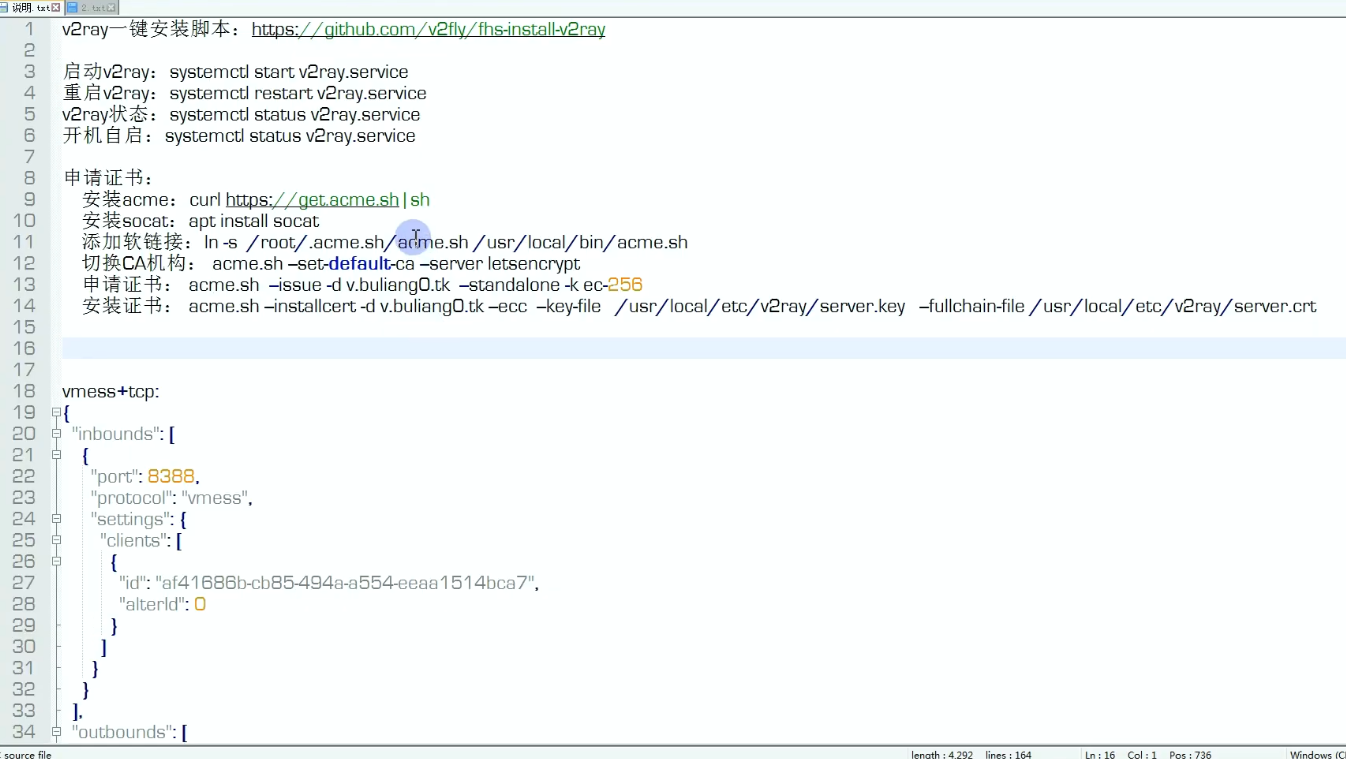 说明.txt
2.txt
1 v2ray一键安装脚本：https://github.com/v2fly/fhs-install-v2ray
2
3 启动v2ray：systemctl start v2ray.service
4 重启v2ray：systemctl restart v2ray.service
5 v2ray状态：systemctl status v2ray.service
6 开机自启：systemctl status v2ray.service
7
8 申请证书：
9 安装acme：curl https://get.acme.sh|sh
10 安装socat：apt install socat
11 添加软链接：ln -s /root/.acme.sh/acme.sh /usr/local/bin/acme.sh
12 切换CA机构： acme.sh –set-default-ca –server letsencrypt
13 申请证书： acme.sh –issue -d v.buliang0.tk –standalone -k ec-256
14 安装证书： acme.sh –installcert -d v.buliang0.tk –ecc –key-file /usr/local/etc/v2ray/server.key –fullchain-file /usr/local/etc/v2ray/server.crt
15
16
17
18 vmess+tcp:
19 {
20 "inbounds": [
21 {
22 "port": 8388,
23 "protocol": "vmess",
24 "settings": {
25 "clients": [
26 {
27 "id": "af41686b-cb85-494a-a554-eeaa1514bca7",
28 "alterId": 0
29 }
30 ]
31 }
32 }
33 ],
34 "outbounds": [
source file length : 4,292 lines : 164 Ln : 16 Col : 1 Pos : 736 Windows (C